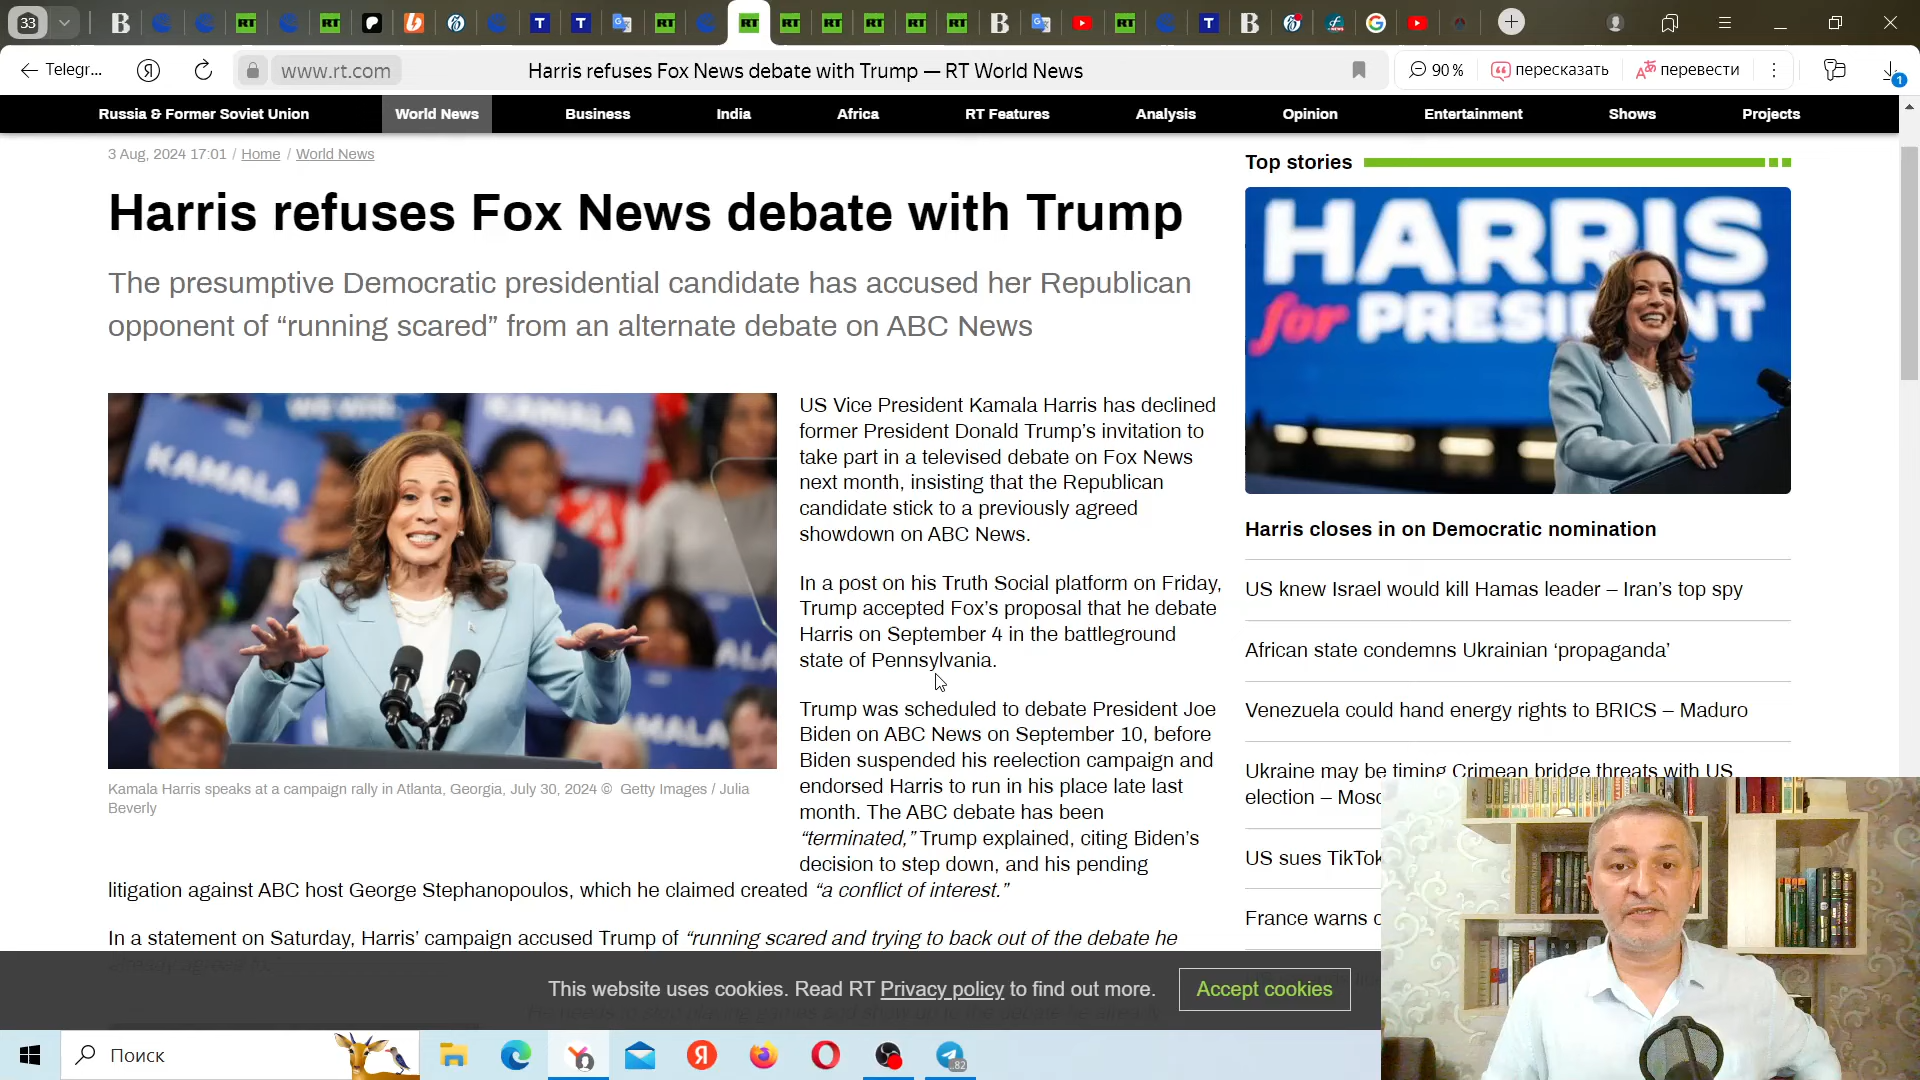 33
Telegr...
www.rt.com
Harris refuses Fox News debate with Trump — RT World News
90 %
пересказать
перевести
1
Russia & Former Soviet Union
World News
Business
India
Africa
RT Features
Analysis
Opinion
Entertainment
Shows
Projects
3 Aug, 2024 17:01 / Home / World News
Harris refuses Fox News debate with Trump
The presumptive Democratic presidential candidate has accused her Republican
opponent of “running scared” from an alternate debate on ABC News
KAMALA
KAMALA
Kamala Harris speaks at a campaign rally in Atlanta, Georgia, July 30, 2024 © Getty Images / Julia
Beverly
US Vice President Kamala Harris has declined
former President Donald Trump’s invitation to
take part in a televised debate on Fox News
next month, insisting that the Republican
candidate stick to a previously agreed
showdown on ABC News.
In a post on his Truth Social platform on Friday,
Trump accepted Fox’s proposal that he debate
Harris on September 4 in the battleground
state of Pennsylvania.
Trump was scheduled to debate President Joe
Biden on ABC News on September 10, before
Biden suspended his reelection campaign and
endorsed Harris to run in his place late last
month. The ABC debate has been
“terminated,” Trump explained, citing Biden’s
decision to step down, and his pending
litigation against ABC host George Stephanopoulos, which he claimed created “a conflict of interest.”
In a statement on Saturday, Harris’ campaign accused Trump of “running scared and trying to back out of the debate he
Top stories
HARRIS
for PRESIDENT
Harris closes in on Democratic nomination
US knew Israel would kill Hamas leader – Iran’s top spy
African state condemns Ukrainian ‘propaganda’
Venezuela could hand energy rights to BRICS – Maduro
Ukraine may be timing Crimean bridge threats with US
election – Mosc
US sues TikTok
France warns
This website uses cookies. Read RT Privacy policy to find out more.
Accept cookies
Поиск
82